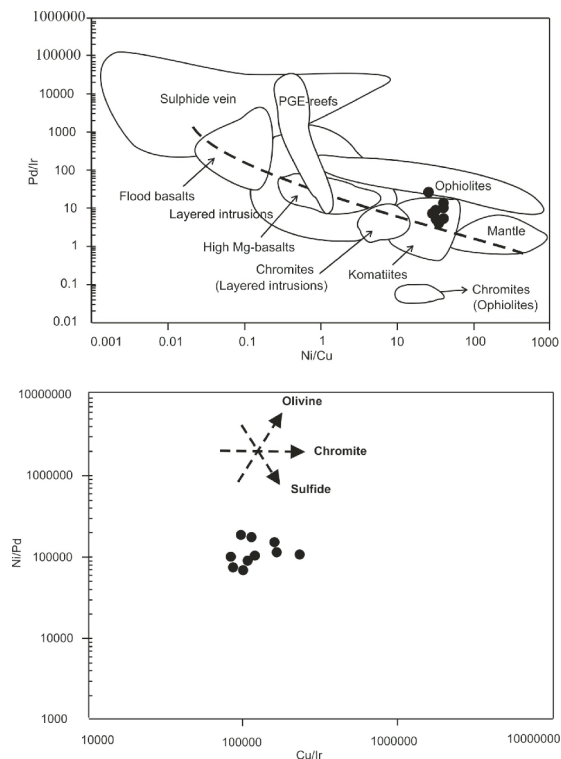 1000000
100000
10000
1000
100
10
1
0.1
0.01
Pd/Ir
Sulphide vein
PGE-reefs
Flood basalts
Layered intrusions
High Mg-basalts
Chromites
(Layered intrusions)
Komatiites
Ophiolites
Mantle
Chromites
(Ophiolites)
0.001
0.01
0.1
1
10
100
1000
Ni/Cu
10000000
1000000
100000
10000
1000
Ni/Pd
Olivine
Chromite
Sulfide
10000
100000
1000000
10000000
Cu/Ir